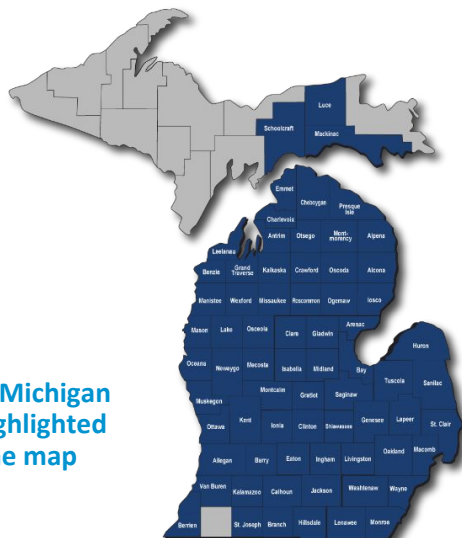 Luce
Schoolcraft
Mackinac
Emmet
Cheboygan
Presque
Isle
Charlevoix
Antrim Otsego Mont-
morency Alpena
Leelanau
Benzie Grand
Traverse Kalkaska Crawford Oscoda Alcona
Manistee Wexford Missaukee Roscommon Ogemaw Iosco
Arenac
Mason Lake Osceola Clare Gladwin
Huron
Oceana Newaygo Mecosta Isabella Midland Bay
Tuscola Sanilac
Montcalm Gratiot Saginaw
Michigan
Muskegon
ghlighted
Ottawa Kent Ionia Clinton Shiawassee Genesee Lapeer St. Clair
e map
Allegan Barry Eaton Ingham Livingston Oakland Macomb
Van Buren Kalamazoo Calhoun Jackson Washtenaw Wayne
Berrien St. Joseph Branch Hillsdale Lenawee Monroe